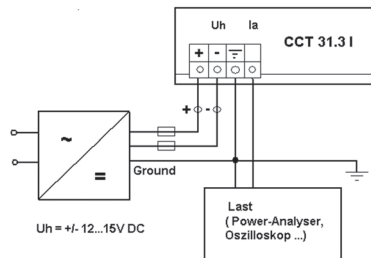 Uh Ia
CCT 31.3 I
+ -
+ -
~
=
Ground
Uh = +/- 12...15V DC
Last
( Power-Analyser,
Oszilloskop ...)